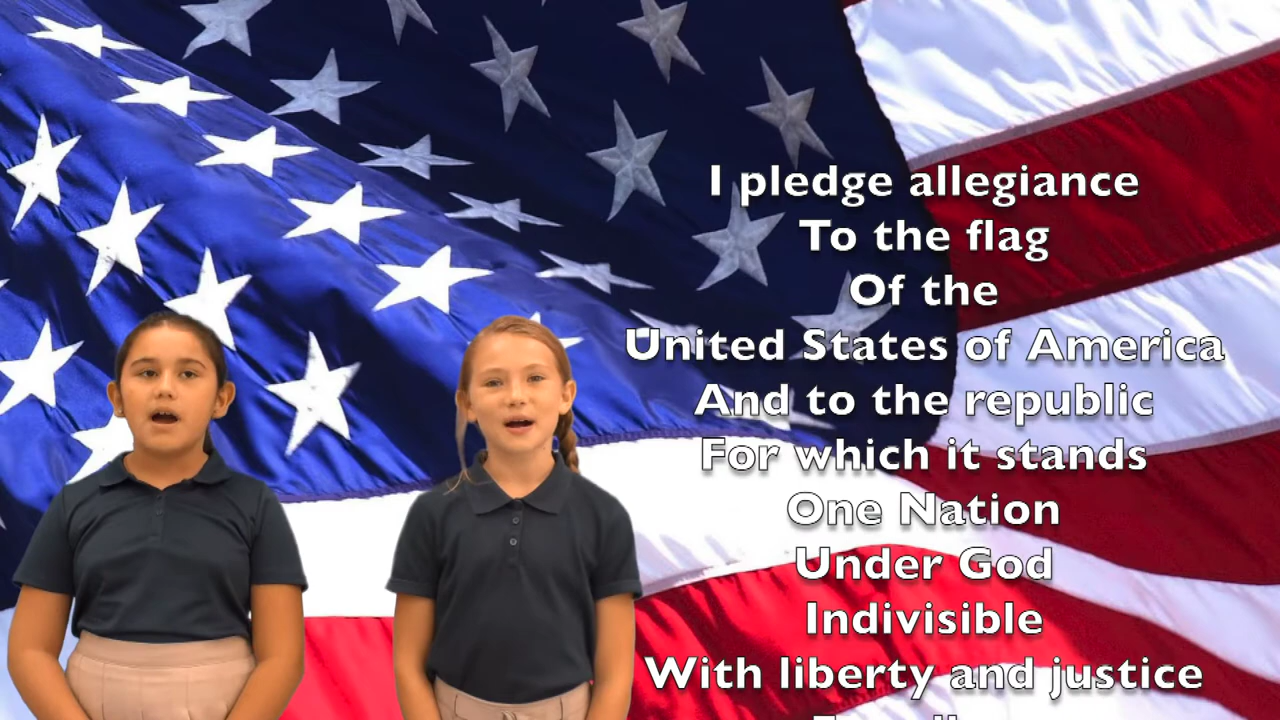 I pledge allegiance
To the flag
Of the
United States of America
And to the republic
For which it stands
One Nation
Under God
Indivisible
With liberty and justice